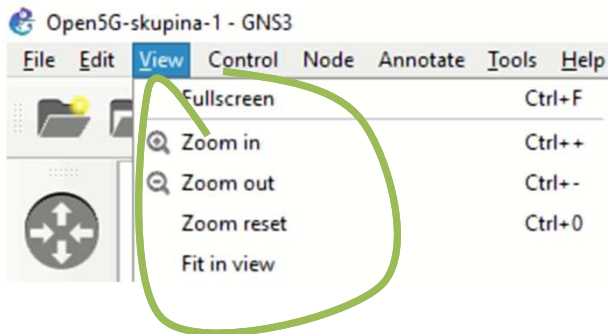 Open5G-skupina-1 - GNS3
File Edit View Control Node Annotate Tools Help
Fullscreen Ctrl+F
Zoom in Ctrl++
Zoom out Ctrl+-
Zoom reset Ctrl+0
Fit in view